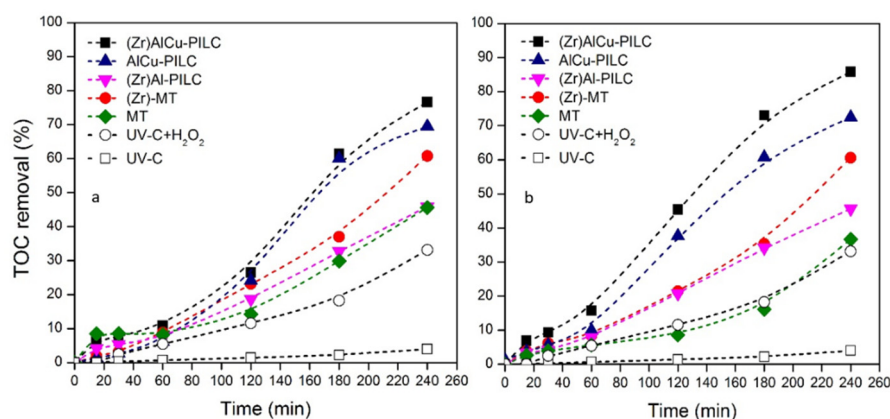 100
90
80
70
60
50
40
30
20
10
0
TOC removal (%)
(Zr)AlCu-PILC
AlCu-PILC
(Zr)Al-PILC
(Zr)-MT
MT
UV-C+H₂O₂
UV-C
a
0 20 40 60 80 100 120 140 160 180 200 220 240 260
Time (min)
100
90
80
70
60
50
40
30
20
10
0
(Zr)AlCu-PILC
AlCu-PILC
(Zr)Al-PILC
(Zr)-MT
MT
UV-C+H₂O₂
UV-C
b
0 20 40 60 80 100 120 140 160 180 200 220 240 260
Time (min)